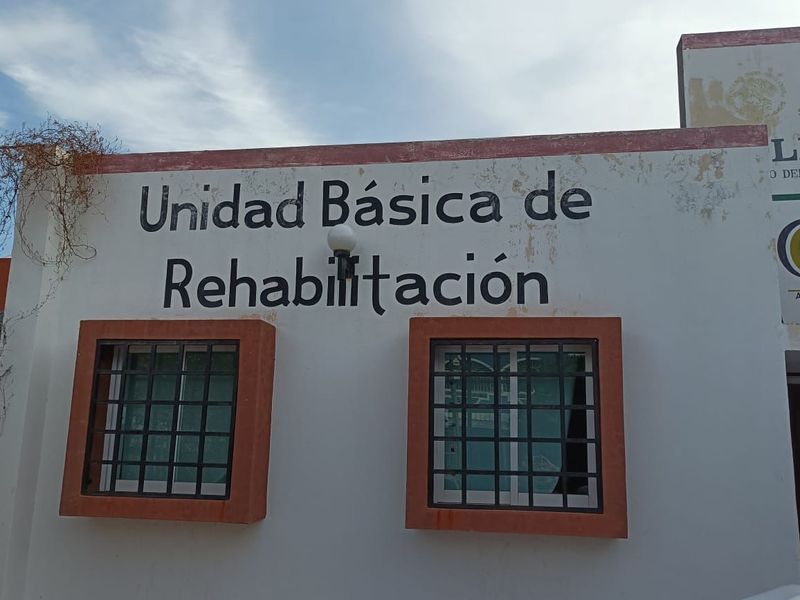 Unidad Básica de
Rehabilitación